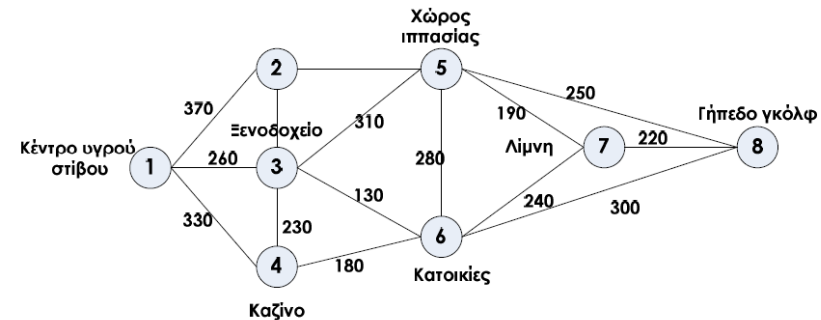 Χώρος
ιππασίας
2
5
370
250
310
190
Ξενοδοχείο
Γήπεδο γκόλφ
Κέντρο υγρού
στίβου
1
260
3
280
Λίμνη
7
220
8
330
130
230
240
300
4
180
6
Κατοικίες
Καζίνο